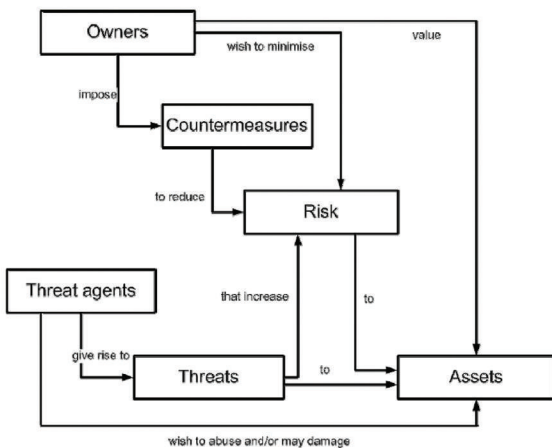 Owners
value
wish to minimise
impose
Countermeasures
to reduce
Risk
Threat agents
that increase
to
give rise to
Threats
to
Assets
wish to abuse and/or may damage